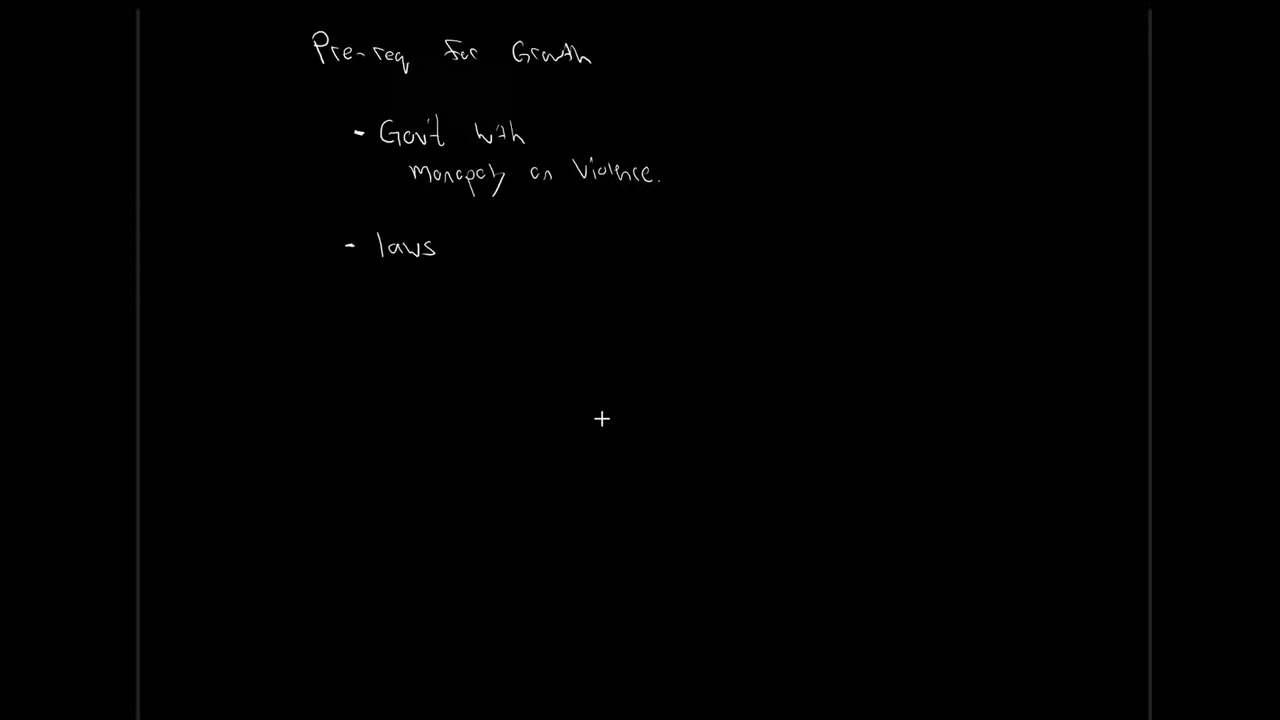 Pre-req for Growth
- Gov't with
monopoly on Violence.
- laws